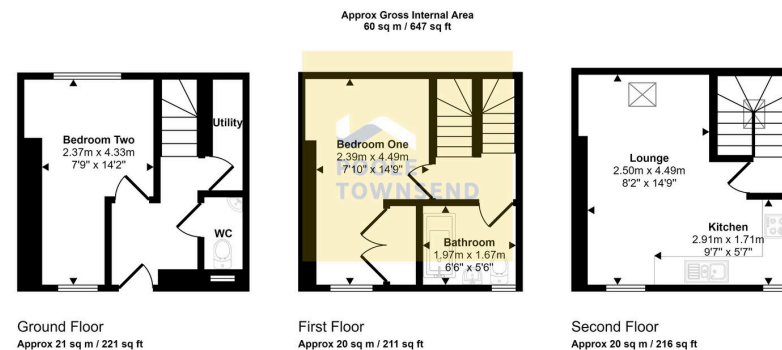 Approx Gross Internal Area
60 sq m / 647 sq ft
Bedroom Two
2.37m x 4.33m
7'9" x 14'2"
Utility
WC
Ground Floor
Approx 21 sq m / 221 sq ft
Bedroom One
2.39m x 4.49m
7'10" x 14'9"
POOLE
TOWNSEND
Bathroom
1.97m x 1.67m
6'6" x 5'6"
First Floor
Approx 20 sq m / 211 sq ft
Lounge
2.50m x 4.49m
8'2" x 14'9"
Kitchen
2.91m x 1.71m
9'7" x 5'7"
Second Floor
Approx 20 sq m / 216 sq ft